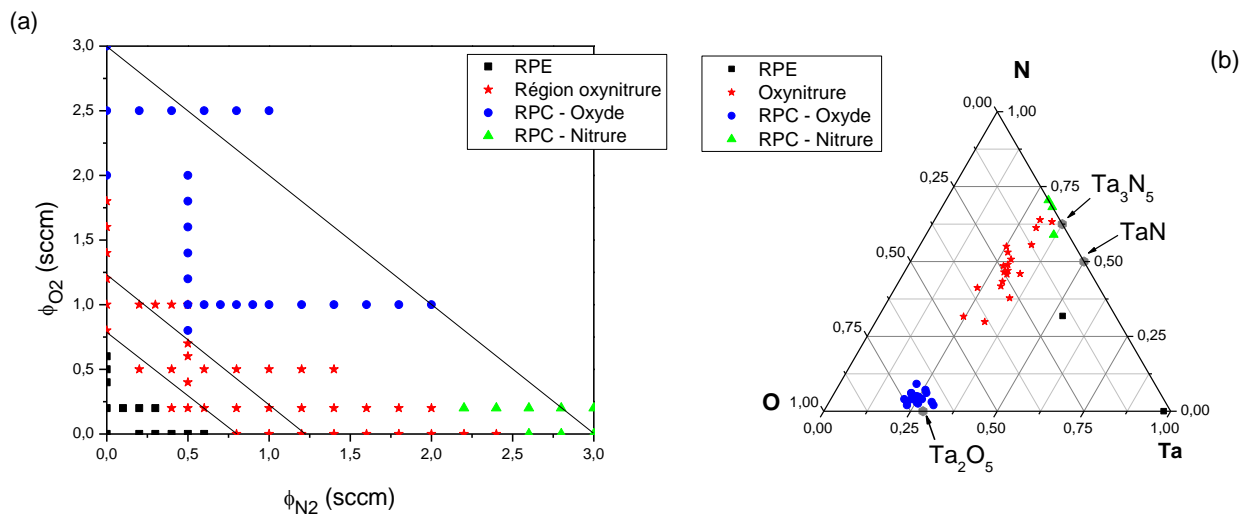 (a)
3,0
2,5
2,0
1,5
1,0
0,5
0,0
ϕO2 (sccm)
0,0 0,5 1,0 1,5 2,0 2,5 3,0
ϕN2 (sccm)
RPE
Région oxynitrure
RPC - Oxyde
RPC - Nitrure
(b)
RPE
Oxynitrure
RPC - Oxyde
RPC - Nitrure
N
0,00 1,00
0,25 0,75
Ta3N5
TaN
0,50 0,50
0,75 0,25
O 1,00 0,00
0,00 0,25 0,50 0,75 1,00
Ta2O5
Ta